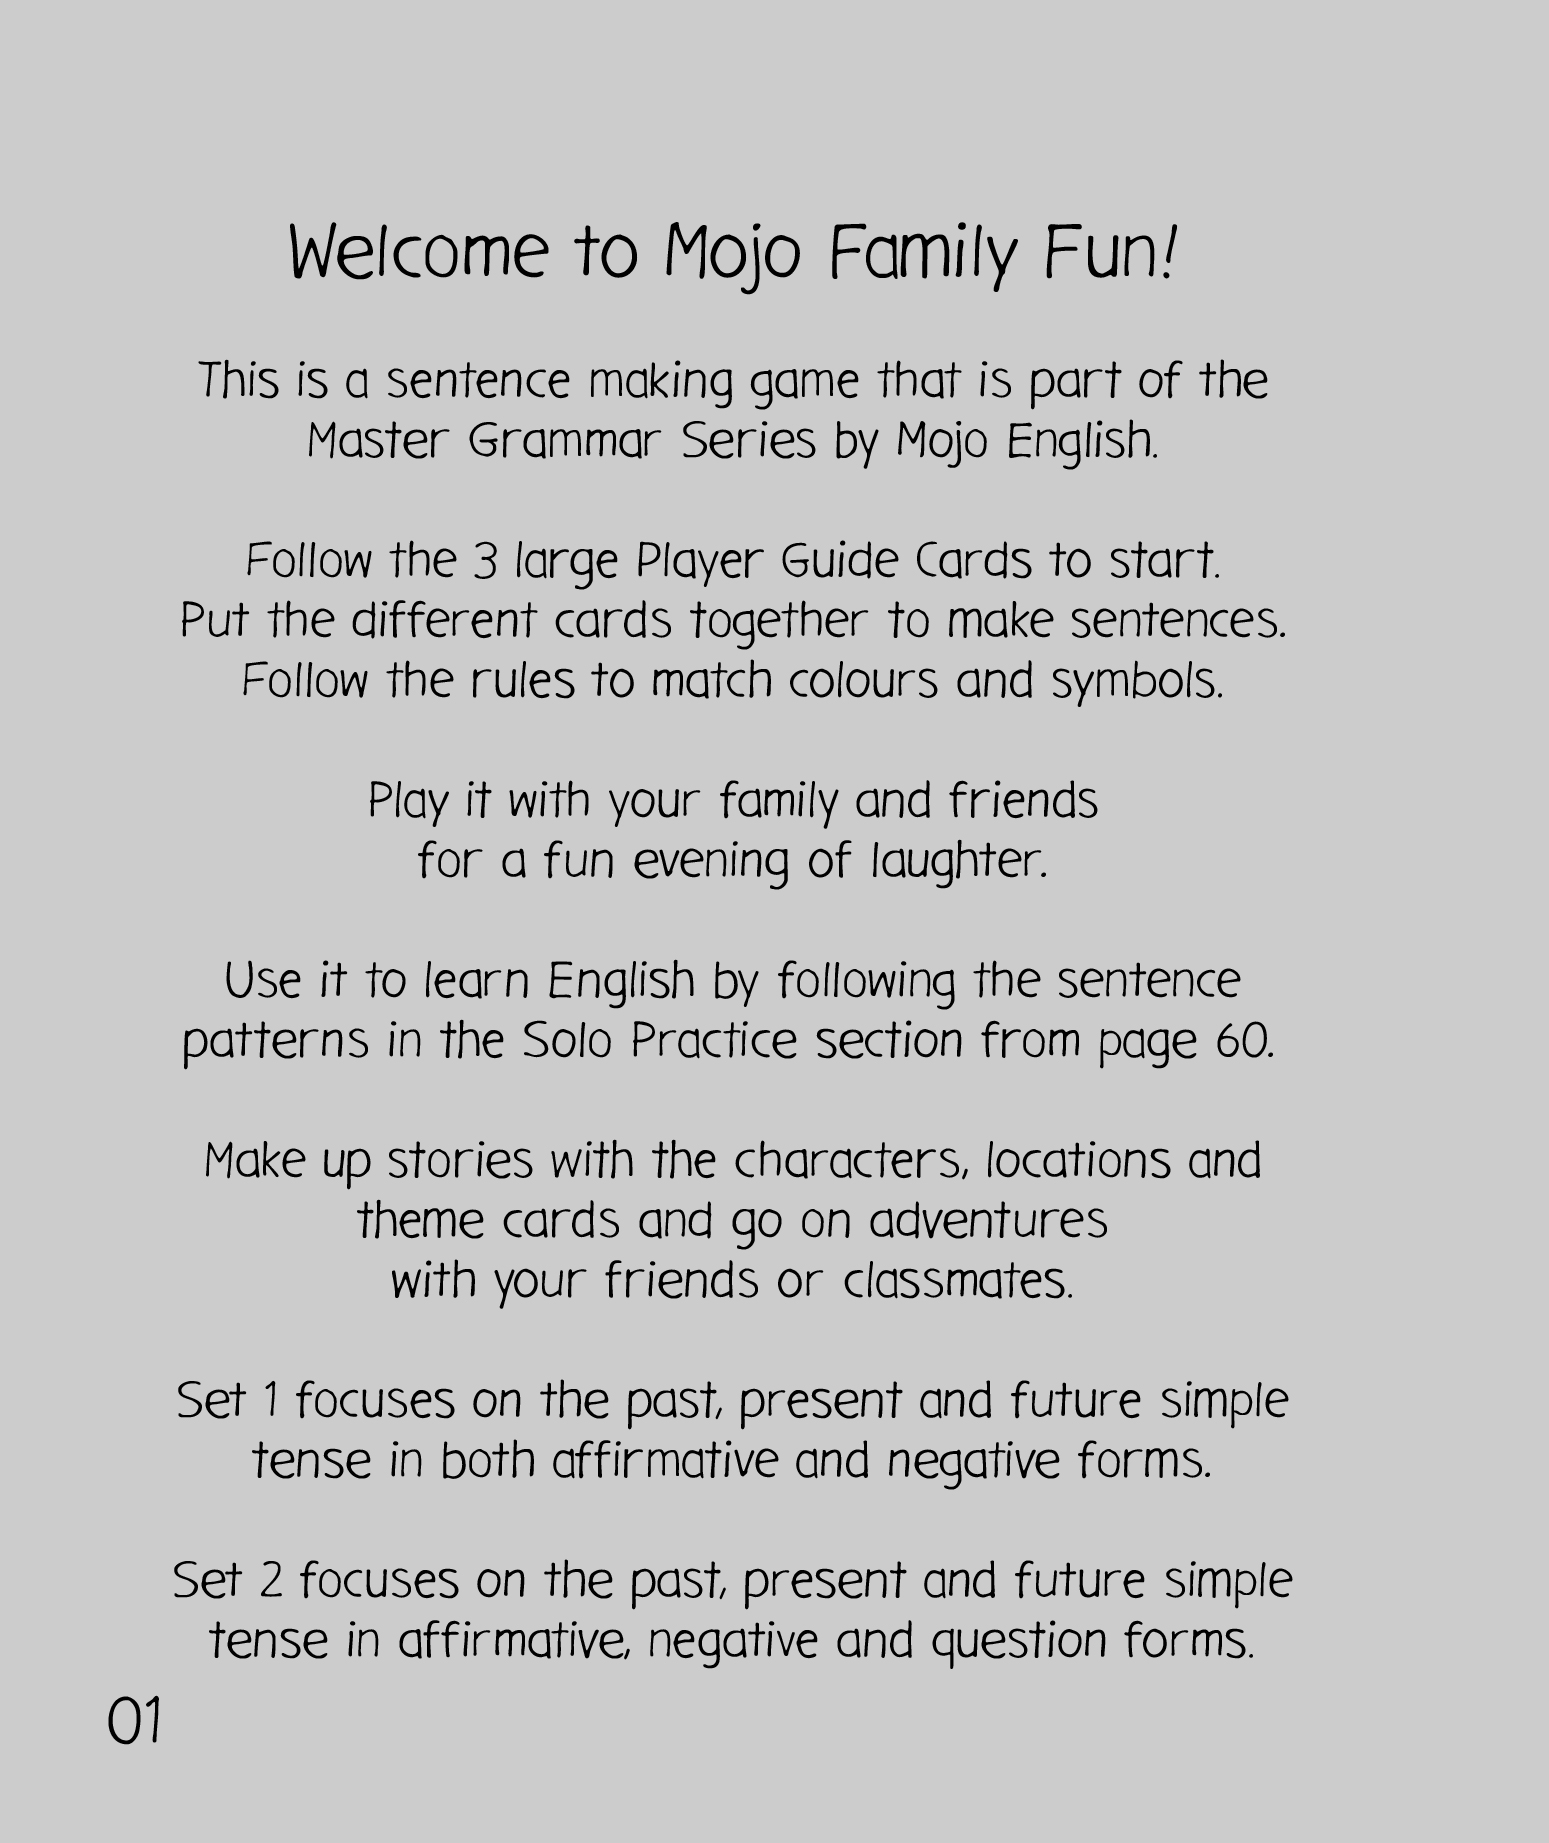 Welcome to Mojo Family Fun!
This is a sentence making game that is part of the
Master Grammar Series by Mojo English.
Follow the 3 large Player Guide Cards to start.
Put the different cards together to make sentences.
Follow the rules to match colours and symbols.
Play it with your family and friends
for a fun evening of laughter.
Use it to learn English by following the sentence
patterns in the Solo Practice section from page 60.
Make up stories with the characters, locations and
theme cards and go on adventures
with your friends or classmates.
Set 1 focuses on the past, present and future simple
tense in both affirmative and negative forms.
Set 2 focuses on the past, present and future simple
tense in affirmative, negative and question forms.
01